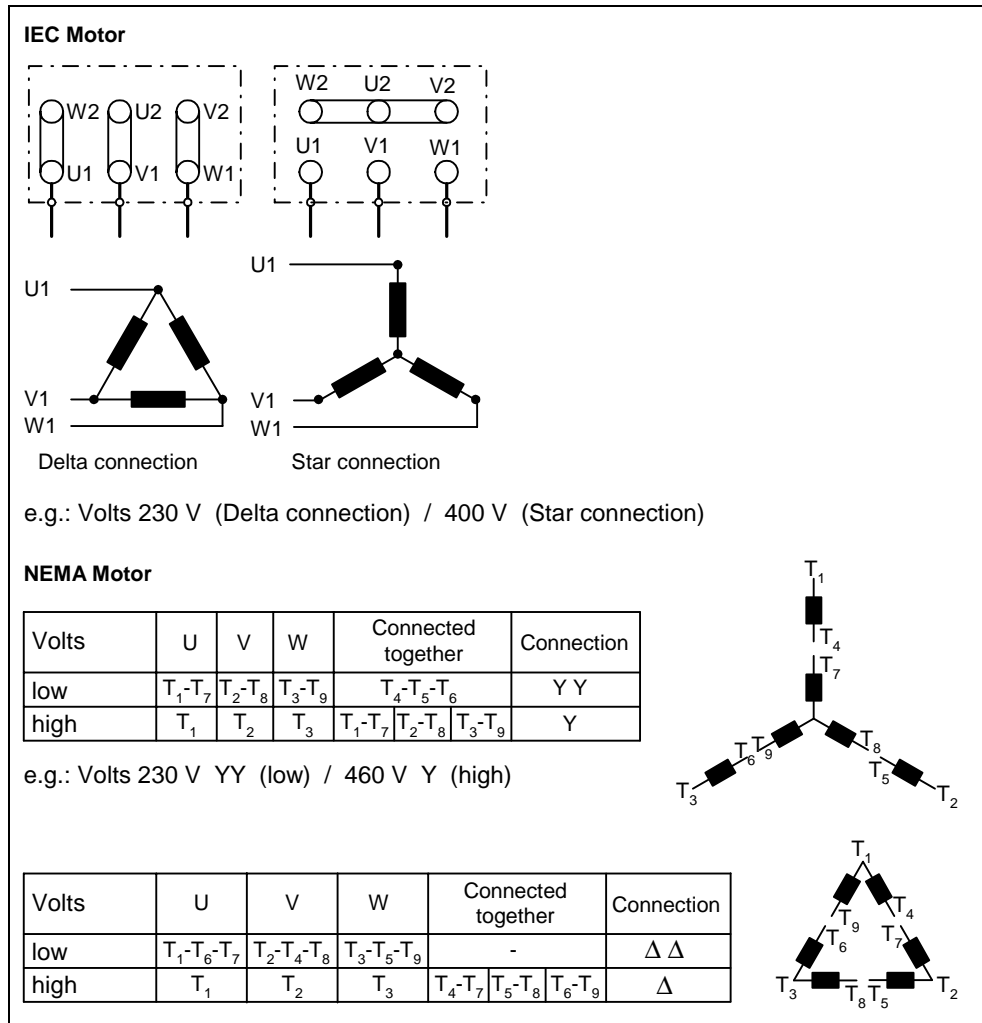 IEC Motor
W2 U2 V2
U1 V1 W1
W2 U2 V2
U1 V1 W1
U1
V1
W1
Delta connection
U1
V1
W1
Star connection
e.g.: Volts 230 V (Delta connection) / 400 V (Star connection)
NEMA Motor
Volts U V W Connected together Connection
low T₁-T₇ T₂-T₈ T₃-T₉ T₄-T₅-T₆ Y Y
high T₁ T₂ T₃ T₁-T₇ T₂-T₈ T₃-T₉ Y
e.g.: Volts 230 V YY (low) / 460 V Y (high)
T₁
T₄
T₇
T₆ T₉ T₈
T₅
T₃ T₂
Volts U V W Connected together Connection
low T₁-T₆-T₇ T₂-T₄-T₈ T₃-T₅-T₉ - Δ Δ
high T₁ T₂ T₃ T₄-T₇ T₅-T₈ T₆-T₉ Δ
T₁
T₉ T₄
T₆ T₇
T₃ T₈ T₅ T₂